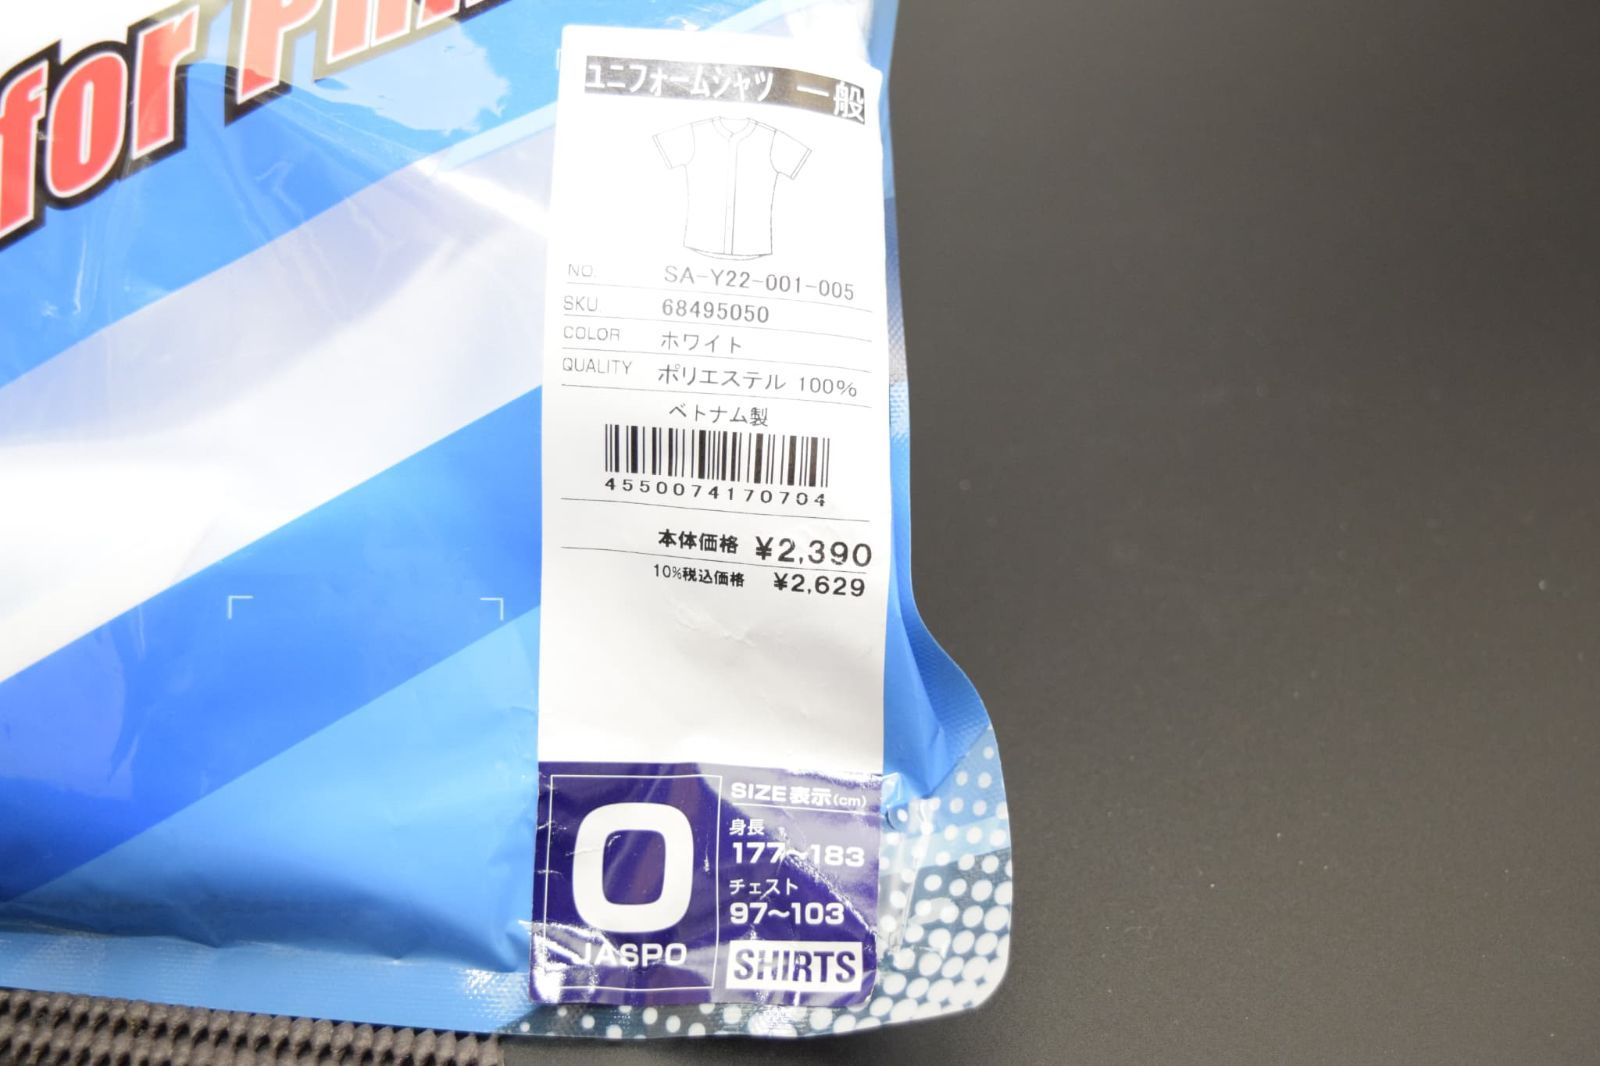 for
ユニフォームシャツ 一般
NO. SA-Y22-001-005
SKU 68495050
COLOR ホワイト
QUALITY ポリエステル 100%
ベトナム製
4550074170704
本体価格 ¥2,390
10%税込価格 ¥2,629
O
JASPO
SIZE表示(cm)
身長
177~183
チェスト
97~103
SHIRTS